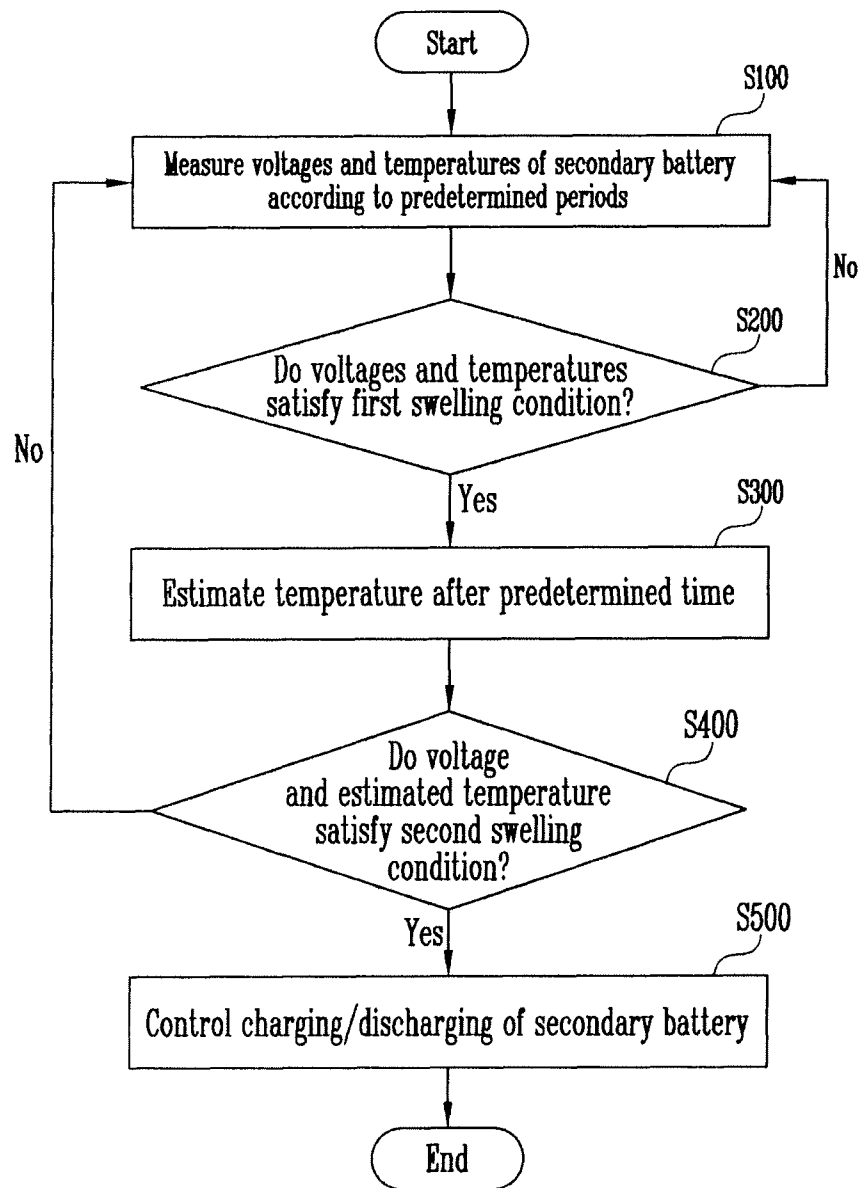 Start
S100
Measure voltages and temperatures of secondary battery
according to predetermined periods
No
S200
Do voltages and temperatures
satisfy first swelling condition?
No
Yes
S300
Estimate temperature after predetermined time
S400
Do voltage
and estimated temperature
satisfy second swelling
condition?
Yes
S500
Control charging/discharging of secondary battery
End